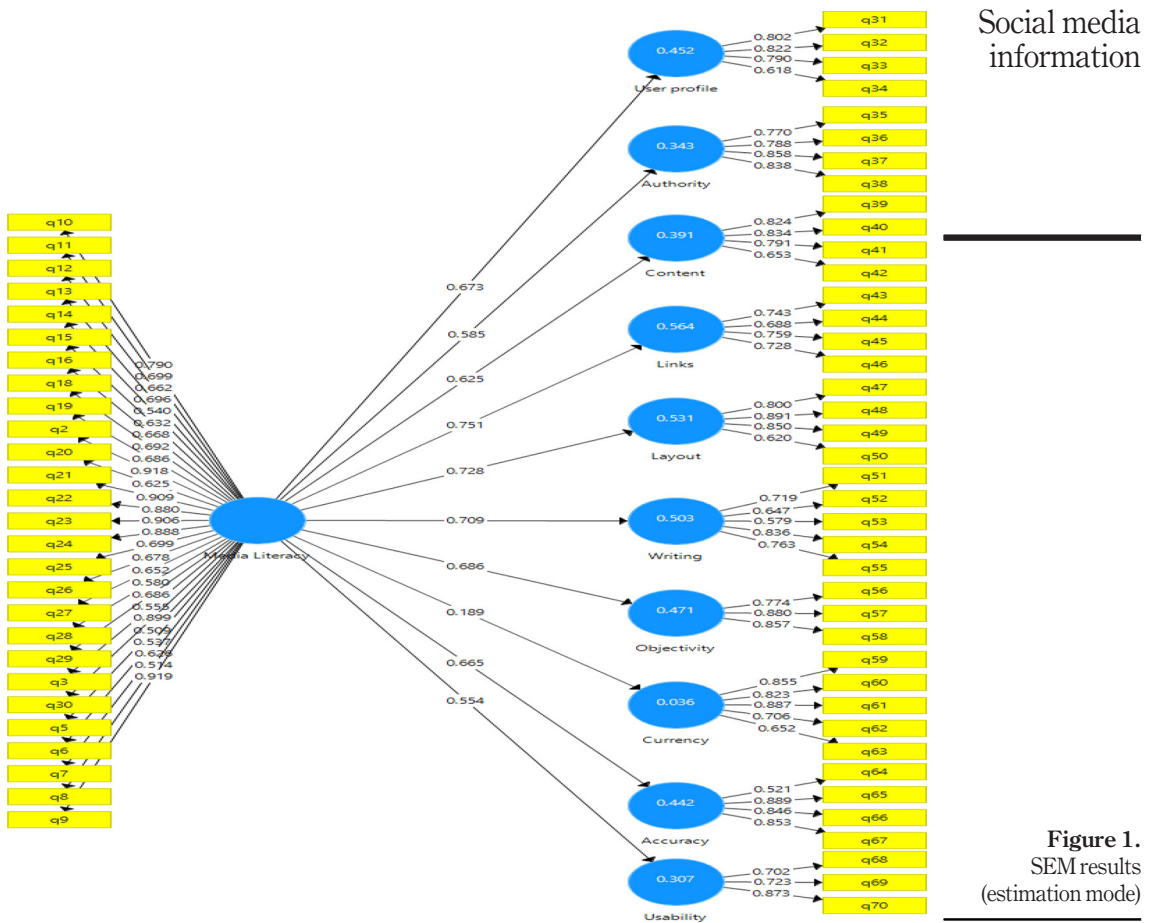 Social media
information
q10
q11
q12
q13
q14
q15
q16
q18
q19
q2
q20
q21
q22
q23
q24
q25
q26
q27
q28
q29
q3
q30
q5
q6
q7
q8
q9
0.790
0.699
0.662
0.696
0.540
0.632
0.668
0.692
0.686
0.918
0.625
0.909
0.880
0.906
0.888
0.699
0.678
0.652
0.580
0.686
0.555
0.899
0.509
0.537
0.628
0.514
0.919
Media Literacy
0.673
0.585
0.625
0.751
0.728
0.709
0.686
0.189
0.665
0.554
0.452
User profile
0.343
Authority
0.391
Content
0.564
Links
0.531
Layout
0.503
Writing
0.471
Objectivity
0.036
Currency
0.442
Accuracy
0.307
Usability
0.802
0.822
0.790
0.618
0.770
0.788
0.858
0.838
0.824
0.834
0.791
0.653
0.743
0.688
0.759
0.728
0.800
0.891
0.850
0.620
0.719
0.647
0.579
0.836
0.763
0.774
0.880
0.857
0.855
0.823
0.887
0.706
0.652
0.521
0.889
0.846
0.853
0.702
0.723
0.873
q31
q32
q33
q34
q35
q36
q37
q38
q39
q40
q41
q42
q43
q44
q45
q46
q47
q48
q49
q50
q51
q52
q53
q54
q55
q56
q57
q58
q59
q60
q61
q62
q63
q64
q65
q66
q67
q68
q69
q70
Figure 1.
SEM results
(estimation mode)